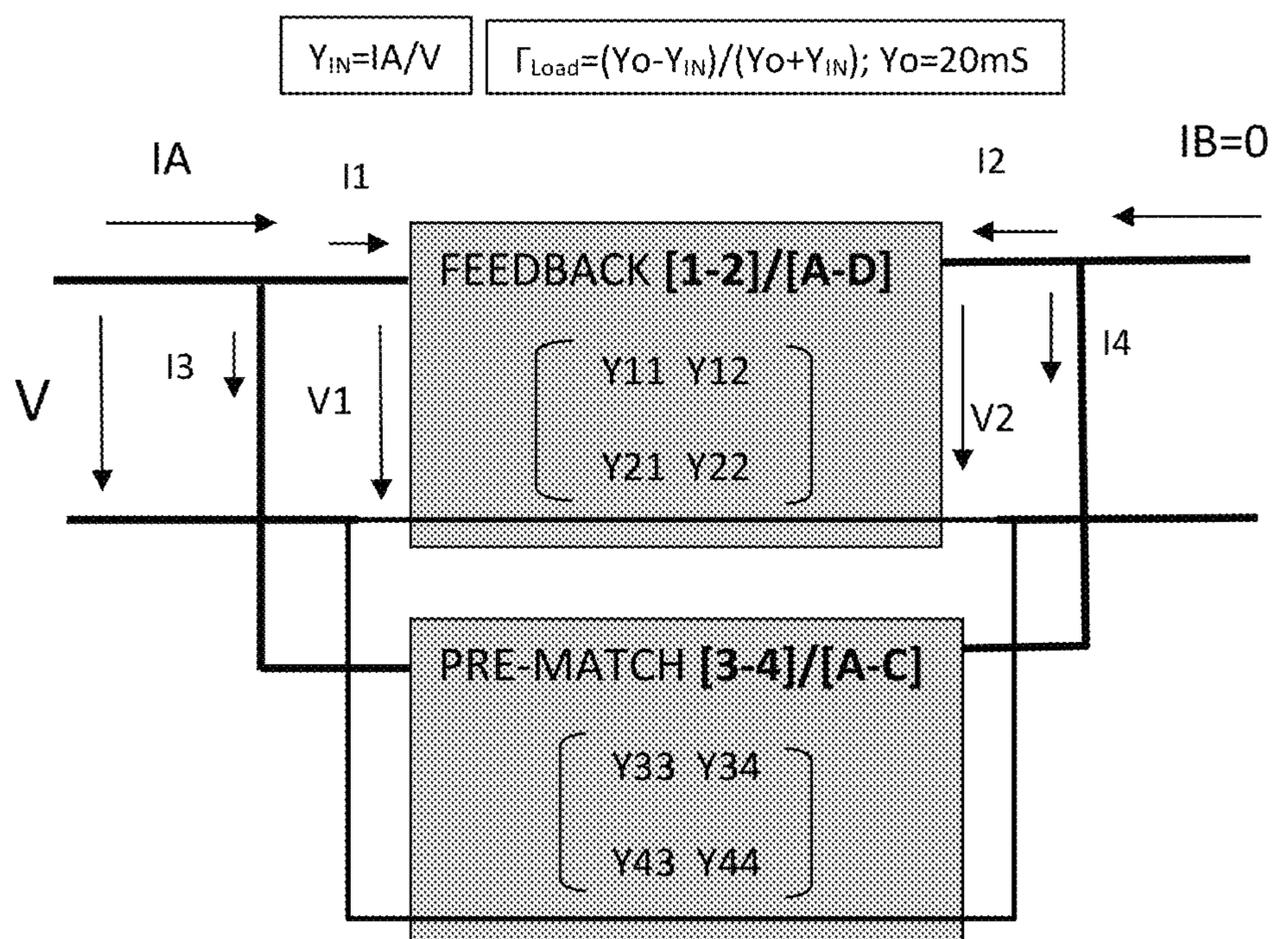 Y_IN=IA/V
Γ_Load=(Yo-Y_IN)/(Yo+Y_IN); Yo=20mS
IA
I1
I2
IB=0
FEEDBACK [1-2]/[A-D]
V
I3
V1
Y11 Y12
Y21 Y22
V2
I4
PRE-MATCH [3-4]/[A-C]
Y33 Y34
Y43 Y44